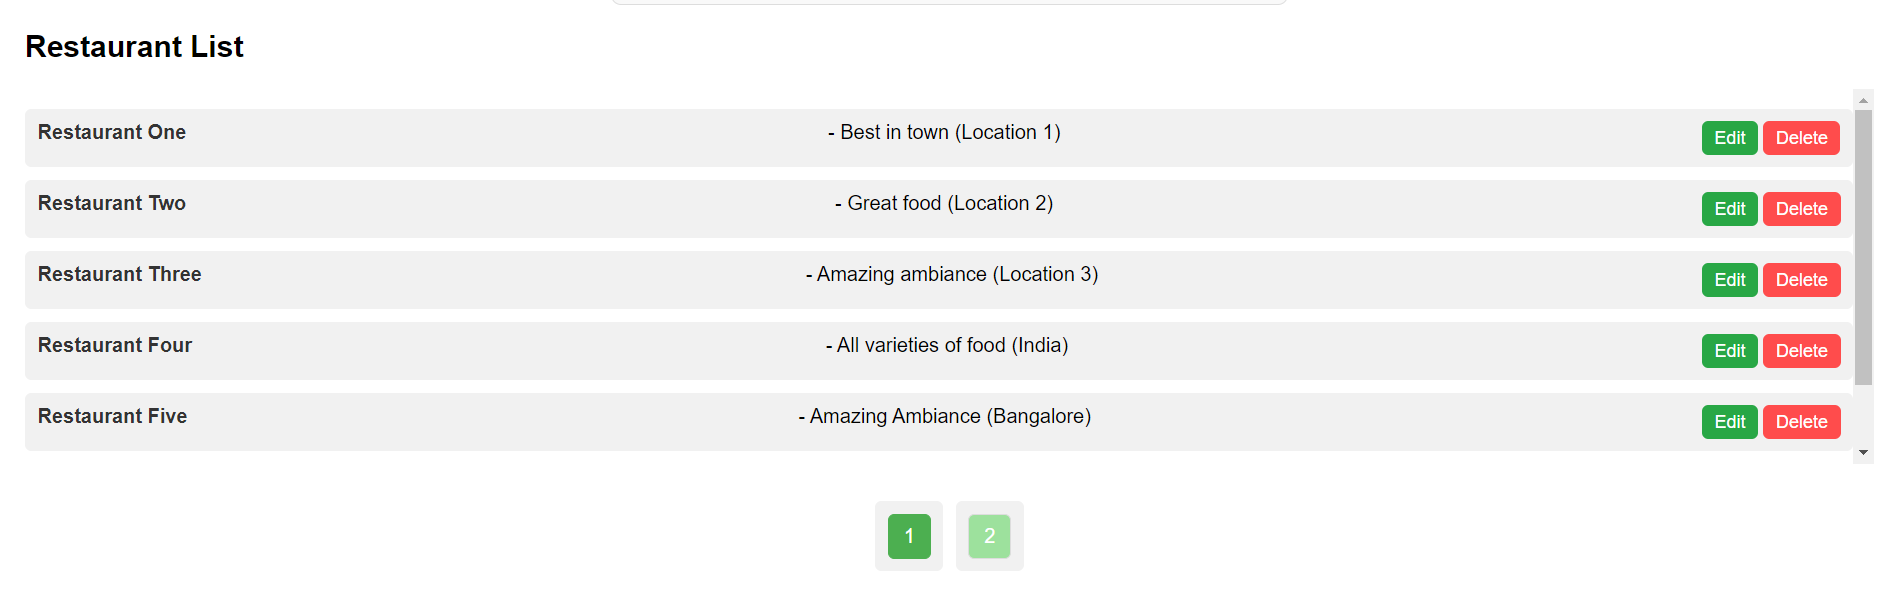 Restaurant List
Restaurant One - Best in town (Location 1) Edit Delete
Restaurant Two - Great food (Location 2) Edit Delete
Restaurant Three - Amazing ambiance (Location 3) Edit Delete
Restaurant Four - All varieties of food (India) Edit Delete
Restaurant Five - Amazing Ambiance (Bangalore) Edit Delete
1 2